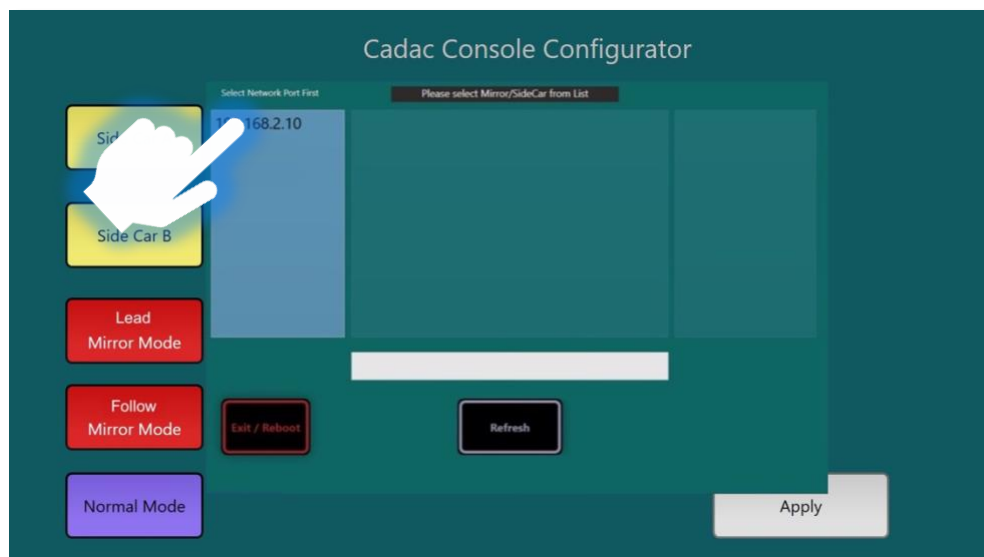 Cadac Console Configurator
Select Network Port First
Please select Mirror/SideCar from List
168.2.10
Side Car B
Lead
Mirror Mode
Follow
Mirror Mode
Exit / Reboot
Refresh
Normal Mode
Apply